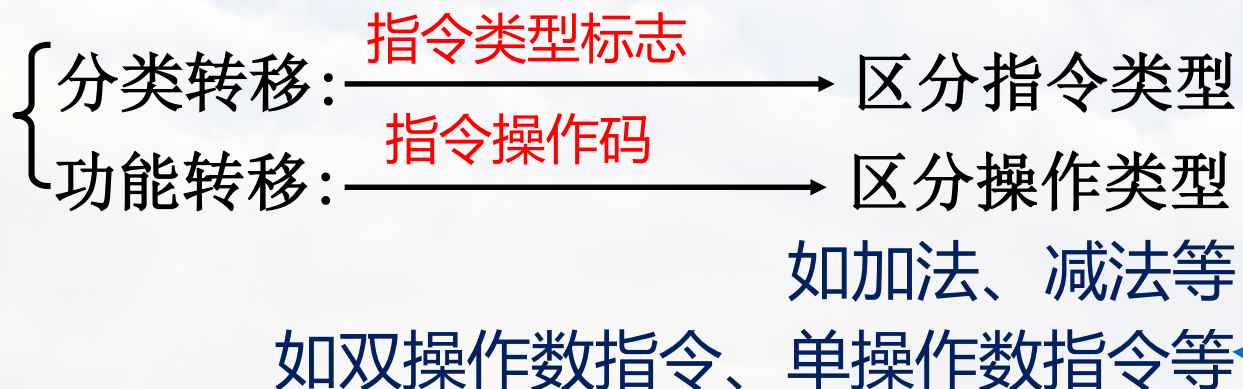 指令类型标志
分类转移: 区分指令类型
指令操作码
功能转移: 区分操作类型
如加法、减法等
如双操作数指令、单操作数指令等